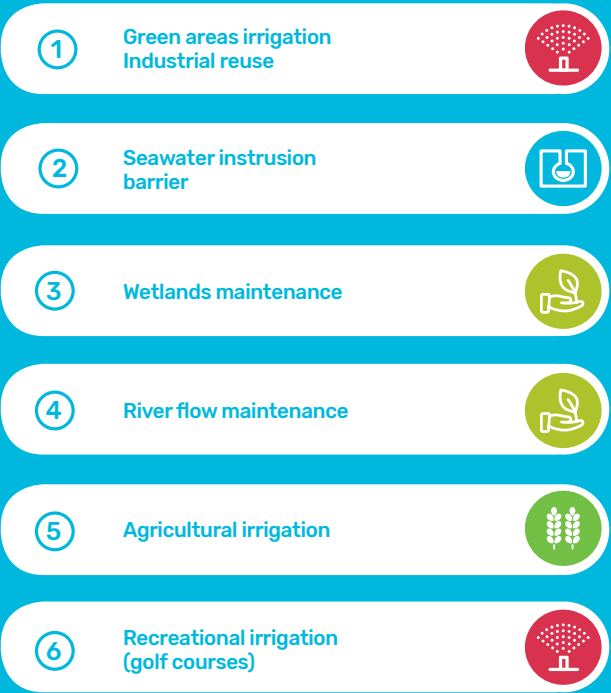 1
Green areas irrigation
Industrial reuse
2
Seawater instrusion
barrier
3
Wetlands maintenance
4
River flow maintenance
5
Agricultural irrigation
6
Recreational irrigation
(golf courses)